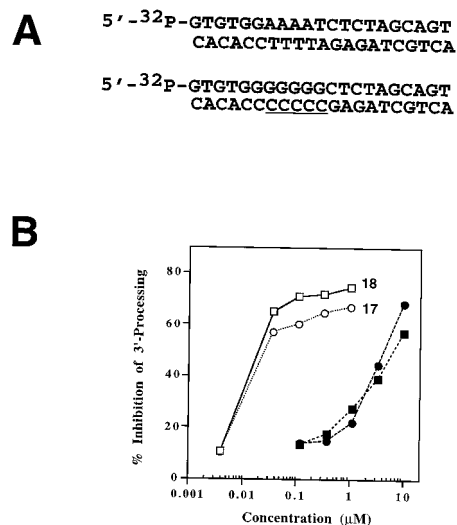 A
5'-32P-GTGTGGAAAATCTCTAGCAGT
CACACCTTTTAGAGATCGTCA
5'-32P-GTGTGGGGGGGCTCTAGCAGT
CACACCCCCCCGAGATCGTCA
B
% Inhibition of 3'-Processing
80
60
40
20
0
18
17
0.001 0.01 0.1 1 10
Concentration (µM)